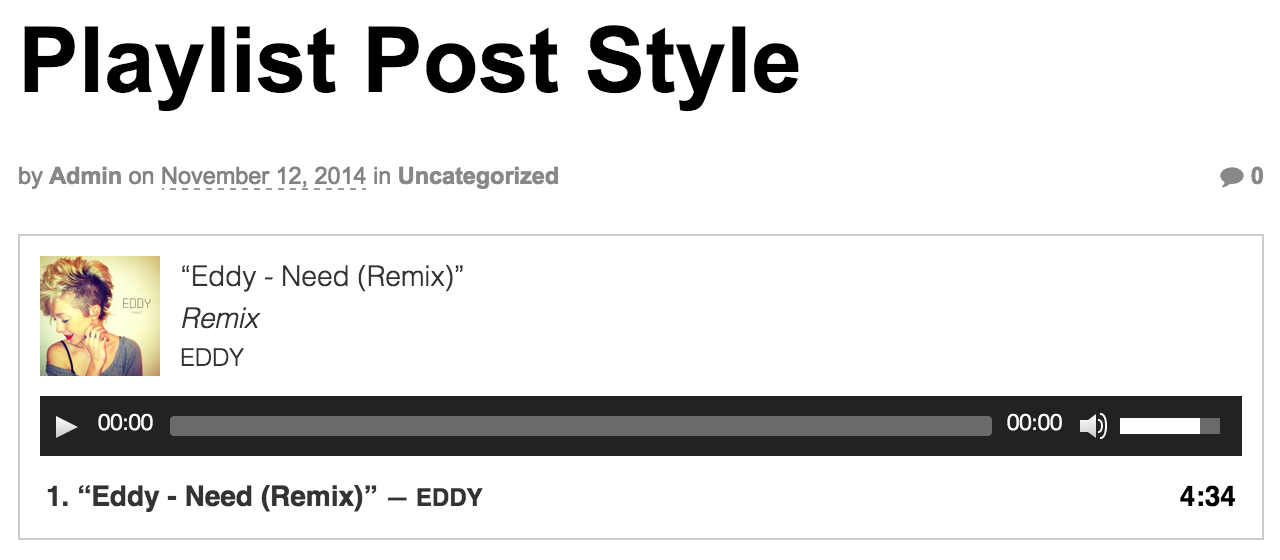 Playlist Post Style
by Admin on November 12, 2014 in Uncategorized
0
EDDY
“Eddy - Need (Remix)”
Remix
EDDY
00:00
00:00
1. “Eddy - Need (Remix)” — EDDY
4:34